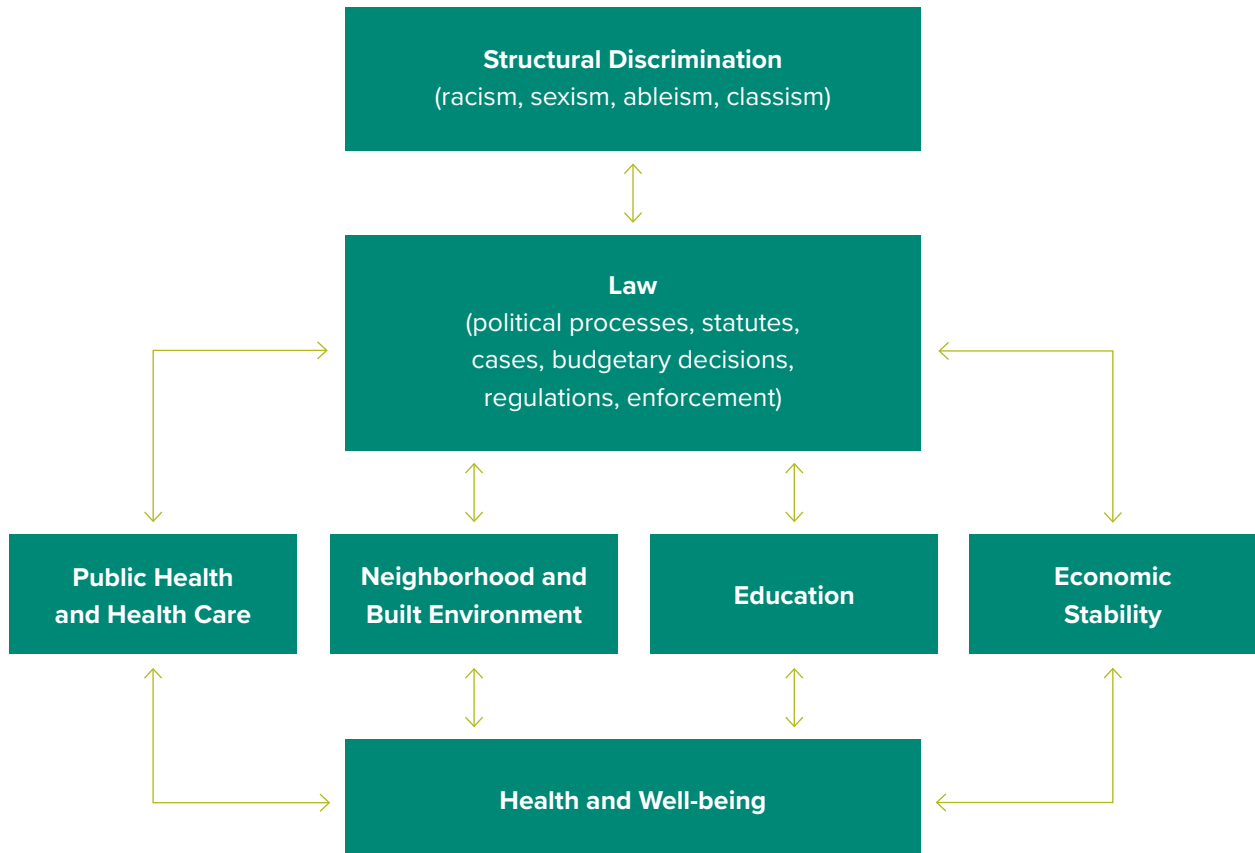 Structural Discrimination
(racism, sexism, ableism, classism)
Law
(political processes, statutes,
cases, budgetary decisions,
regulations, enforcement)
Public Health
and Health Care
Neighborhood and
Built Environment
Education
Economic
Stability
Health and Well-being